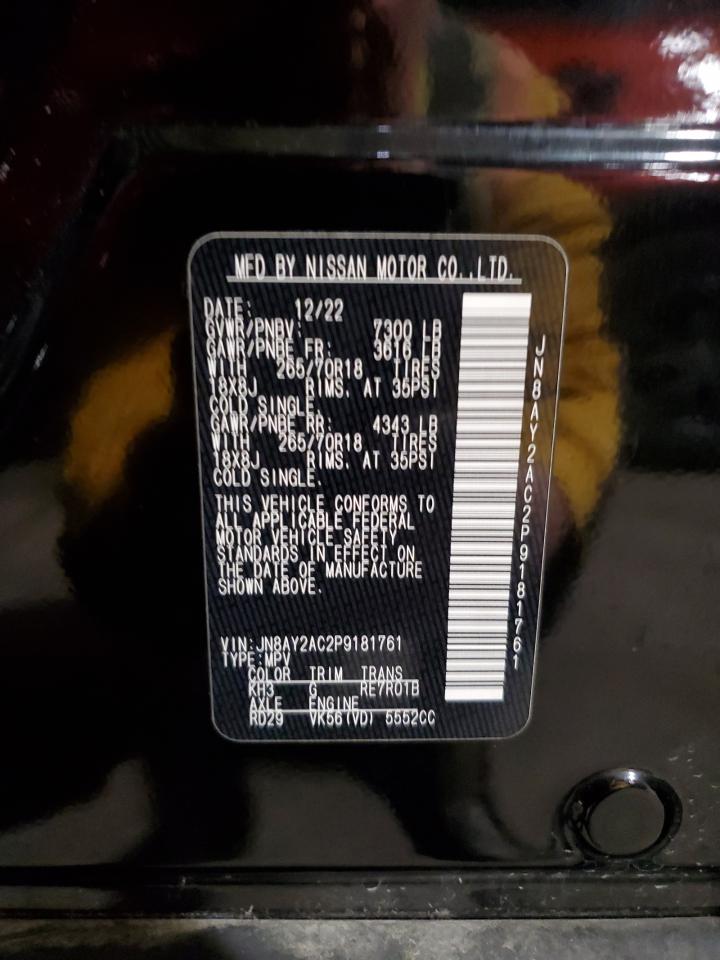 MFD BY NISSAN MOTOR CO.,LTD.
DATE: 12/22
GVWR/PNBV: 7300 LB
GAWR/PNBE FR: 3616 LB
WITH 265/70R18 TIRES
18X8J RIMS. AT 35PSI
COLD SINGLE.
GAWR/PNBE RR: 4343 LB
WITH 265/70R18 TIRES
18X8J RIMS. AT 35PSI
COLD SINGLE.
THIS VEHICLE CONFORMS TO
ALL APPLICABLE FEDERAL
MOTOR VEHICLE SAFETY
STANDARDS IN EFFECT ON
THE DATE OF MANUFACTURE
SHOWN ABOVE.
VIN:JN8AY2AC2P9181761
TYPE:MPV
COLOR TRIM TRANS
KH3 G RE7R01B
AXLE ENGINE
RD29 VK56(VD) 5552CC
JN8AY2AC2P9181761